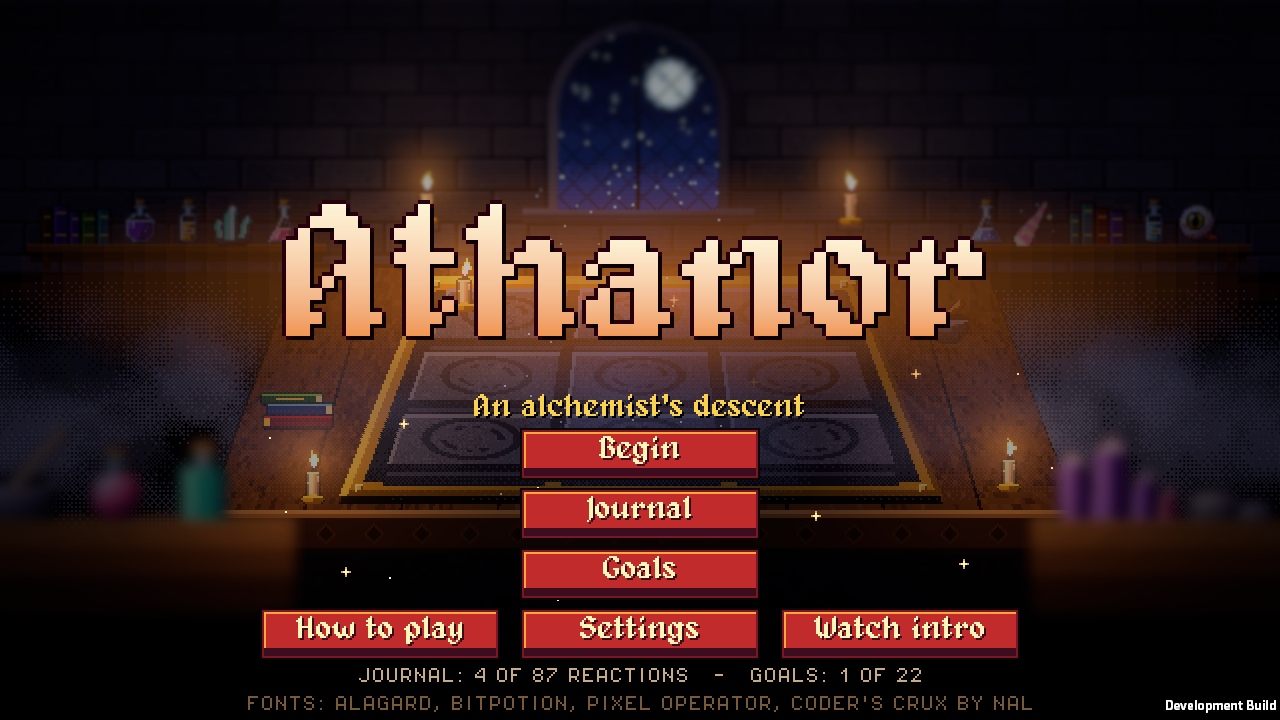 Athanor
An alchemist's descent
Begin
Journal
Goals
How to play
Settings
Watch intro
JOURNAL: 4 OF 87 REACTIONS - GOALS: 1 OF 22
FONTS: ALAGARD, BITPOTION, PIXEL OPERATOR, CODER'S CRUX BY NAL
Development Build